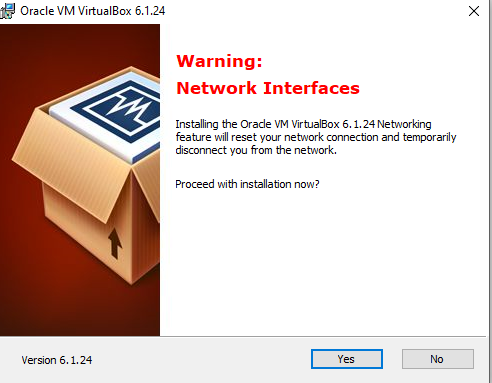 Oracle VM VirtualBox 6.1.24
Warning:
Network Interfaces
Installing the Oracle VM VirtualBox 6.1.24 Networking
feature will reset your network connection and temporarily
disconnect you from the network.
Proceed with installation now?
Version 6.1.24
Yes
No